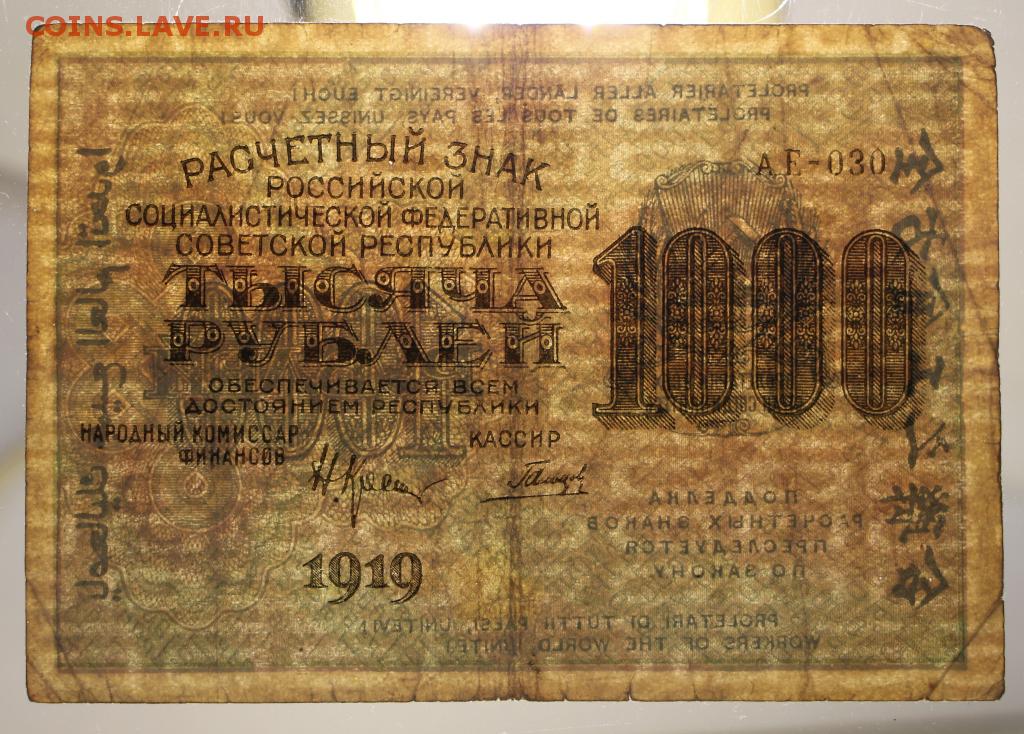 COINS.LAVE.RU
PROLETARIER ALLER LÄNDER, VEREINIGT EUCH!
PROLÉTAIRES DE TOUS LES PAYS, UNISSEZ-VOUS!
РАСЧЕТНЫЙ ЗНАК
РОССИЙСКОЙ
СОЦИАЛИСТИЧЕСКОЙ ФЕДЕРАТИВНОЙ
СОВЕТСКОЙ РЕСПУБЛИКИ
ТЫСЯЧА
РУБЛЕЙ
ОБЕСПЕЧИВАЕТСЯ ВСЕМ
ДОСТОЯНИЕМ РЕСПУБЛИКИ
АЕ-030
1000
НАРОДНЫЙ КОМИССАР
ФИНАНСОВ
КАССИР
1919
ПОДДЕЛКА
РАСЧЕТНЫХ ЗНАКОВ
ПРЕСЛЕДУЕТСЯ
ПО ЗАКОНУ
PROLETARI DI TUTTI I PAESI, UNITEVI!
WORKERS OF THE WORLD, UNITE!